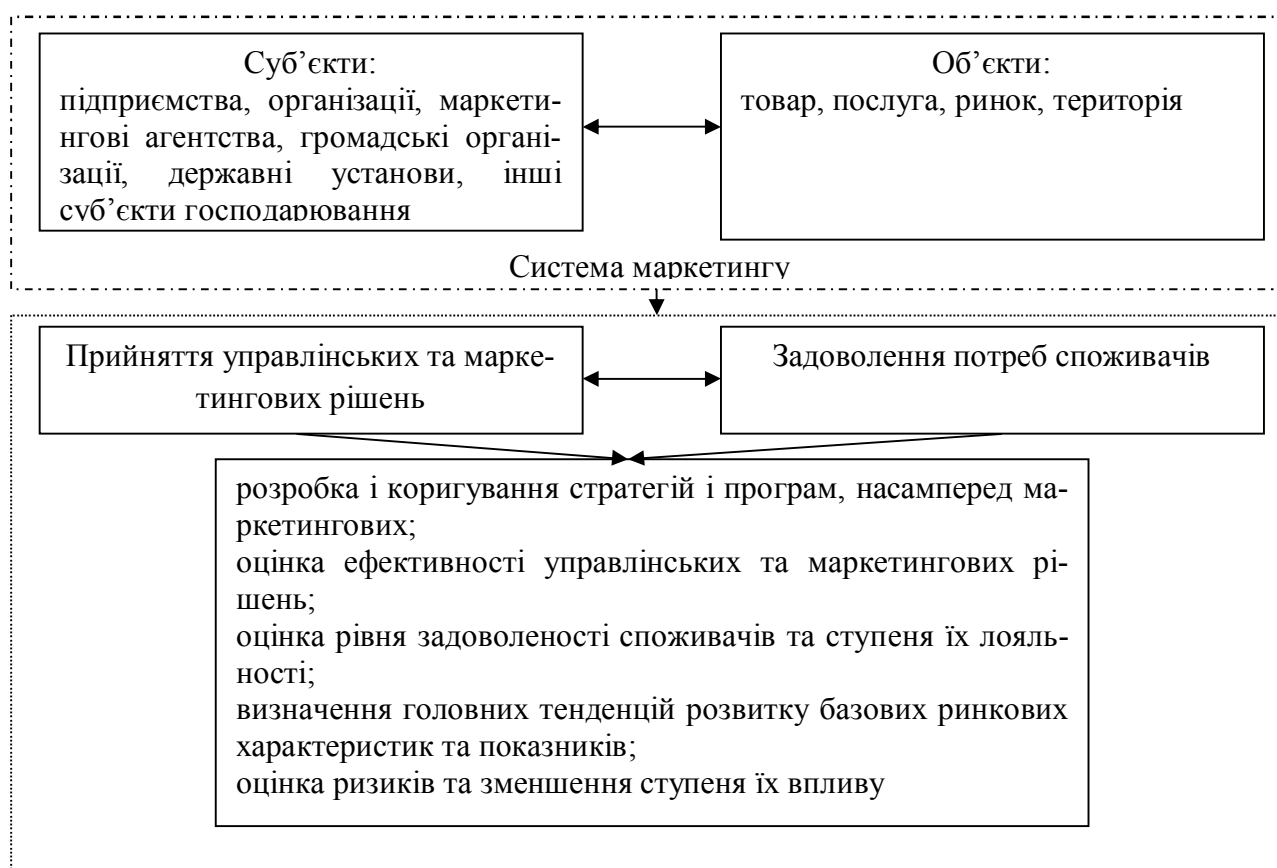 Суб’єкти:
підприємства, організації, маркети-
нгові агентства, громадські органі-
зації, державні установи, інші
суб’єкти господарювання
Об’єкти:
товар, послуга, ринок, територія
Система маркетингу
Прийняття управлінських та марке-
тингових рішень
Задоволення потреб споживачів
розробка і коригування стратегій і програм, насамперед ма-
ркетингових;
оцінка ефективності управлінських та маркетингових рі-
шень;
оцінка рівня задоволеності споживачів та ступеня їх лояль-
ності;
визначення головних тенденцій розвитку базових ринкових
характеристик та показників;
оцінка ризиків та зменшення ступеня їх впливу